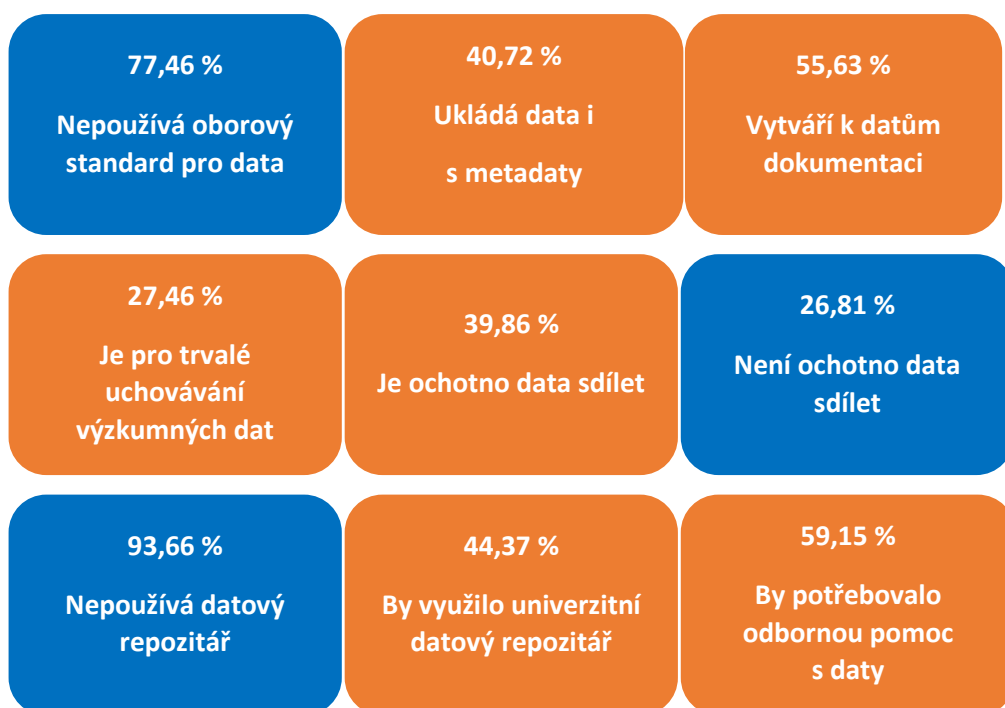 77,46 %
Nepoužívá oborový
standard pro data
40,72 %
Ukládá data i
s metadaty
55,63 %
Vytváří k datům
dokumentaci
27,46 %
Je pro trvalé
uchovávání
výzkumných dat
39,86 %
Je ochotno data sdílet
26,81 %
Není ochotno data
sdílet
93,66 %
Nepoužívá datový
repozitář
44,37 %
By využilo univerzitní
datový repozitář
59,15 %
By potřebovalo
odbornou pomoc
s daty